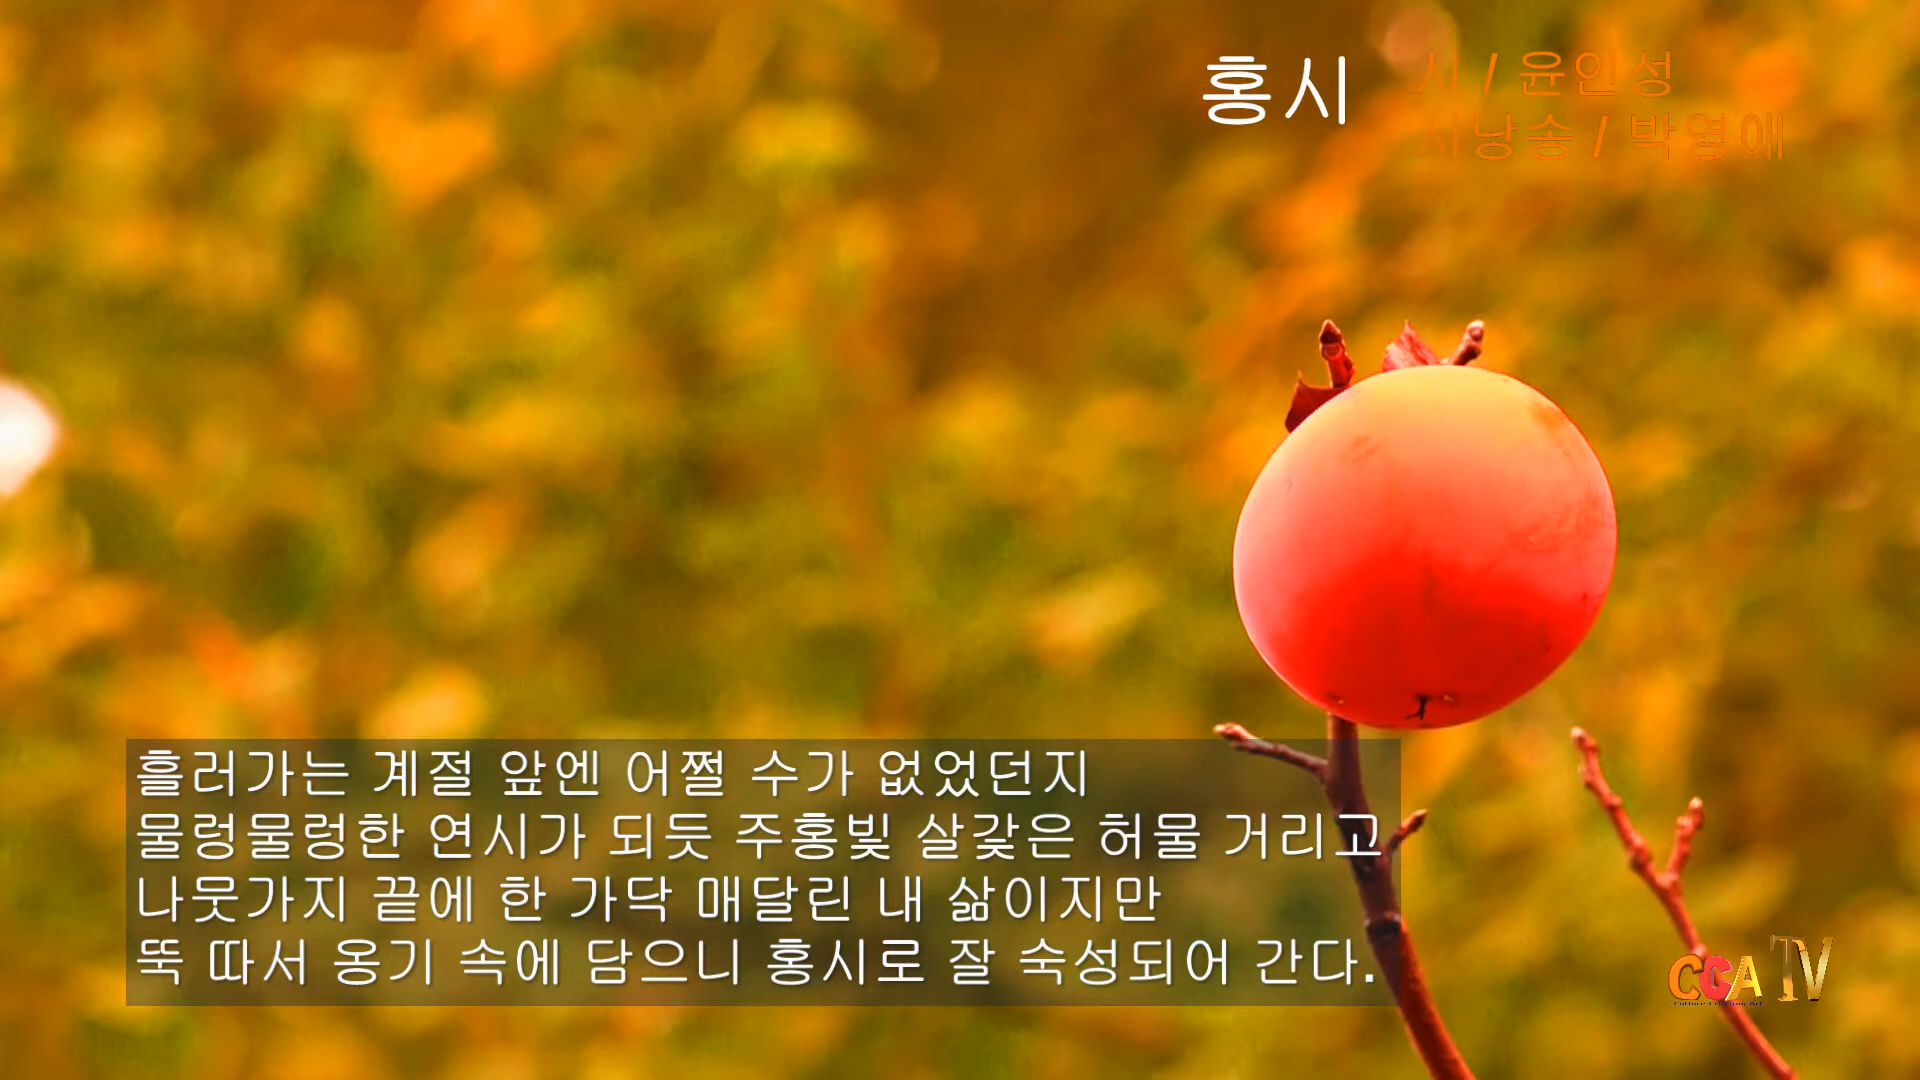 홍시
시 / 윤인성
시낭송 / 박영애
흘러가는 계절 앞엔 어쩔 수가 없었던지
물렁물렁한 연시가 되듯 주홍빛 살갗은 허물 거리고
나뭇가지 끝에 한 가닥 매달린 내 삶이지만
뚝 따서 옹기 속에 담으니 홍시로 잘 숙성되어 간다.
CCA TV